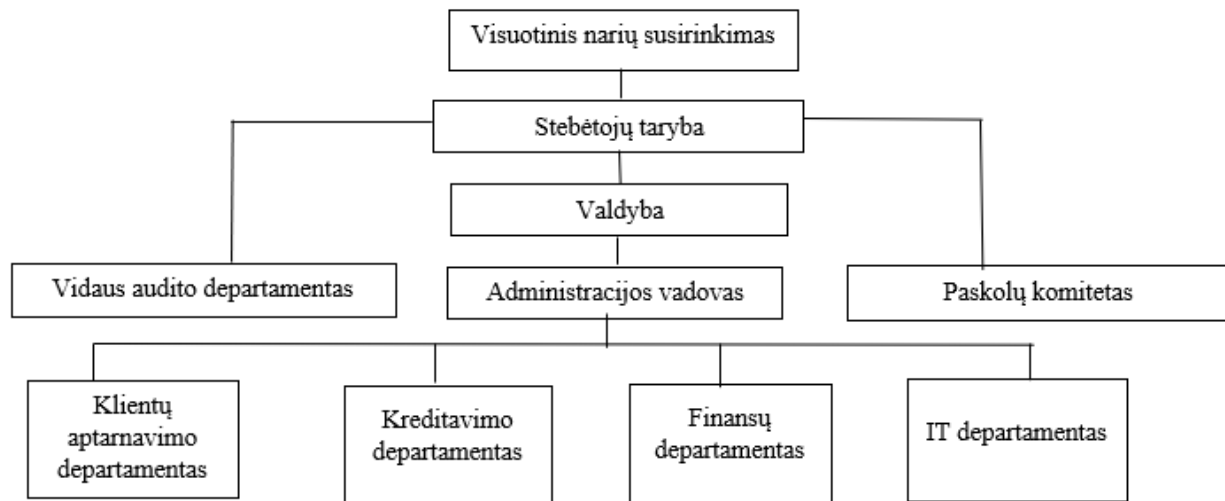 Visuotinis narių susirinkimas
Stebėtojų taryba
Valdyba
Vidaus audito departamentas
Administracijos vadovas
Paskolų komitetas
Klientų
aptarnavimo
departamentas
Kreditavimo
departamentas
Finansų
departamentas
IT departamentas